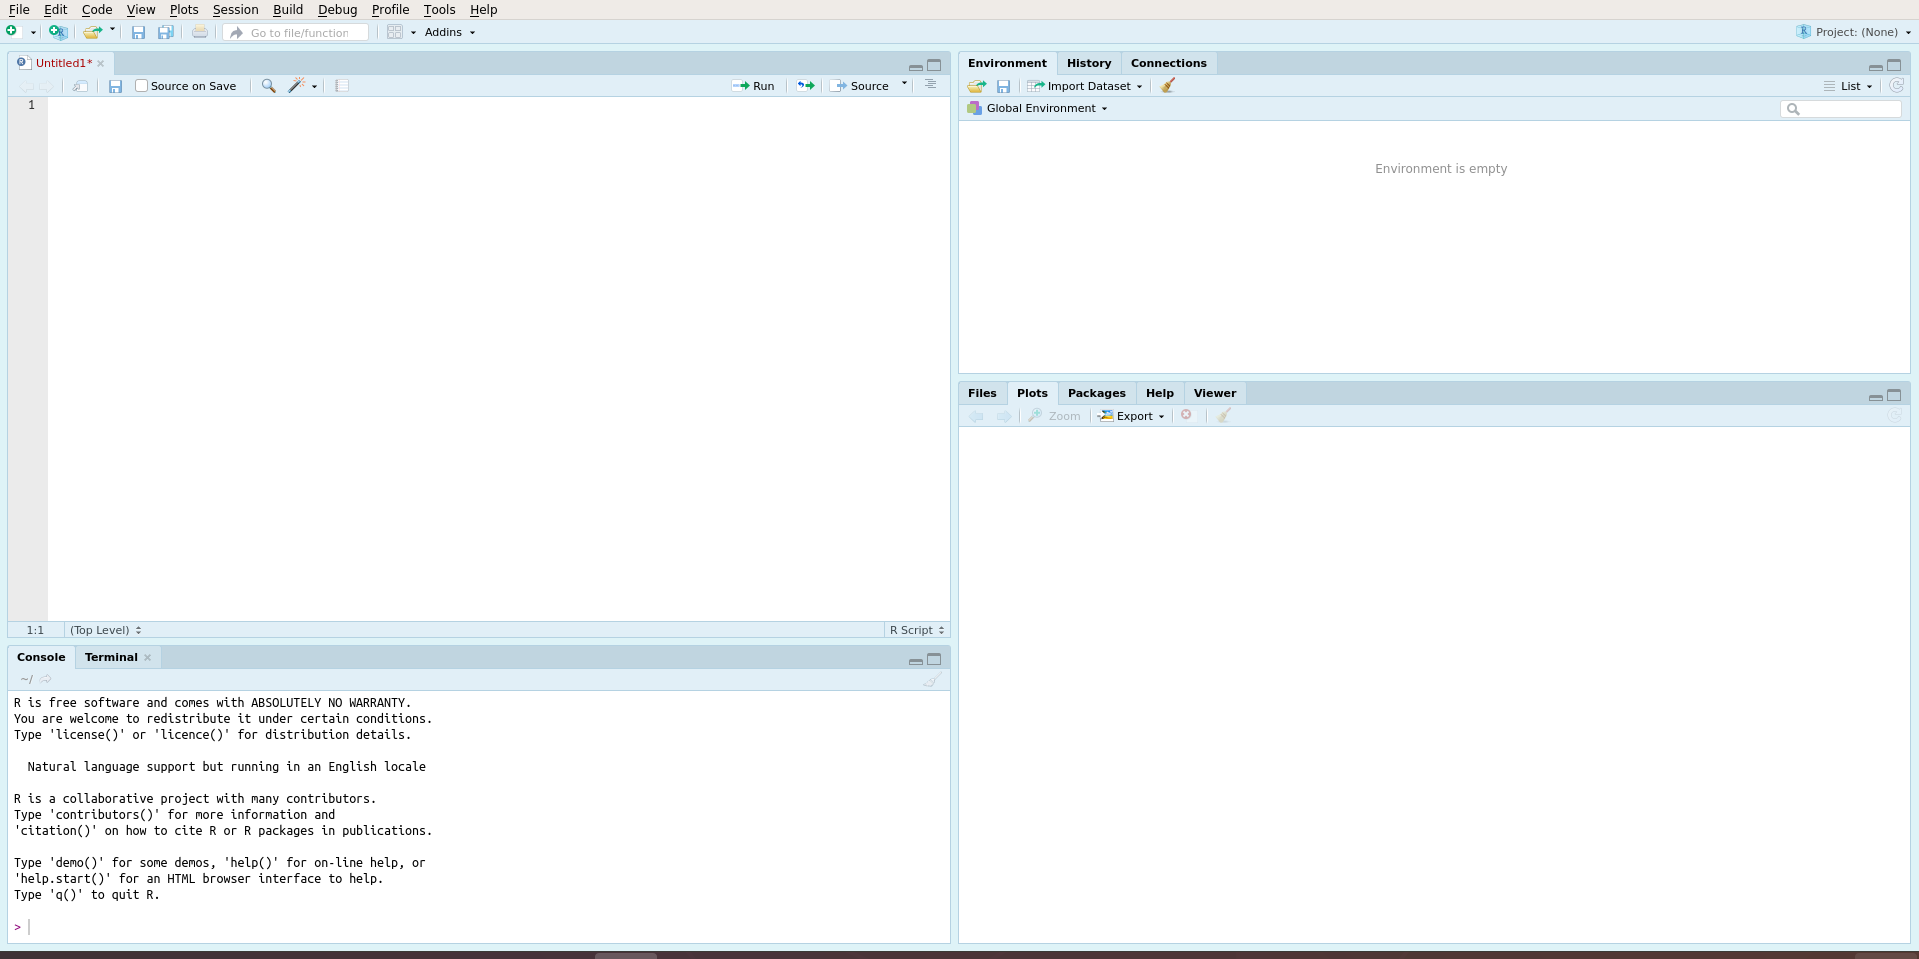 File Edit Code View Plots Session Build Debug Profile Tools Help
Go to file/function Addins Project: (None)
Untitled1*
Source on Save Run Source
1
1:1 (Top Level) R Script
Console Terminal
~/
R is free software and comes with ABSOLUTELY NO WARRANTY.
You are welcome to redistribute it under certain conditions.
Type 'license()' or 'licence()' for distribution details.
Natural language support but running in an English locale
R is a collaborative project with many contributors.
Type 'contributors()' for more information and
'citation()' on how to cite R or R packages in publications.
Type 'demo()' for some demos, 'help()' for on-line help, or
'help.start()' for an HTML browser interface to help.
Type 'q()' to quit R.
>
Environment History Connections
Import Dataset List
Global Environment
Environment is empty
Files Plots Packages Help Viewer
Zoom Export